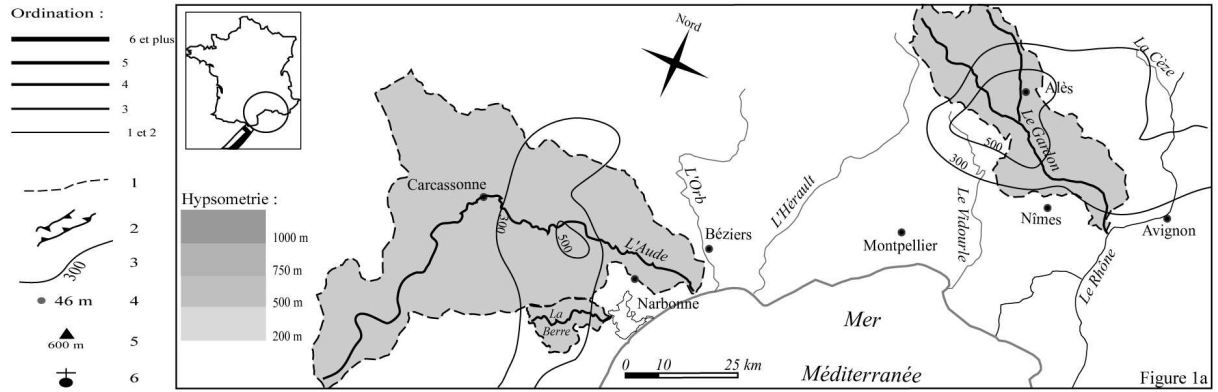 Ordination :
6 et plus
5
4
3
1 et 2
1
2
300
3
46 m
4
600 m
5
6
Hypsometrie :
1000 m
750 m
500 m
200 m
Nord
Carcassonne
300
500
L'Aude
La
Berre
Narbonne
Béziers
L'Orb
L'Hérault
Montpellier
Le Vidourle
300
500
Alès
Le Gardon
La Cèze
Nîmes
Avignon
Le Rhône
Mer
Méditerranée
0 10 25 km
Figure 1a